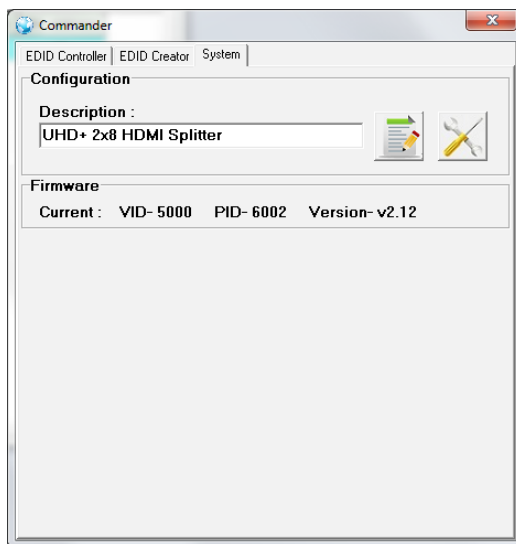 Commander
EDID Controller EDID Creator System
Configuration
Description :
UHD+ 2x8 HDMI Splitter
Firmware
Current : VID- 5000 PID- 6002 Version- v2.12